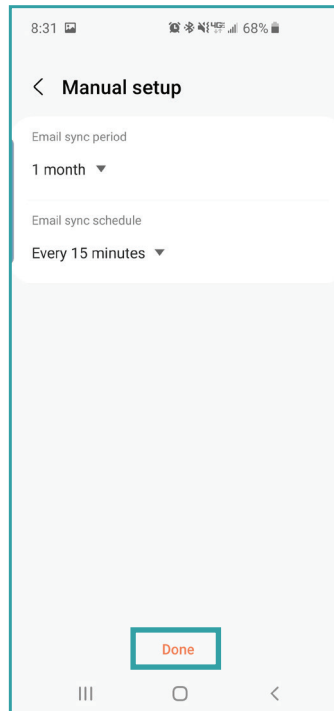 8:31 68%
Manual setup
Email sync period
1 month
Email sync schedule
Every 15 minutes
Done